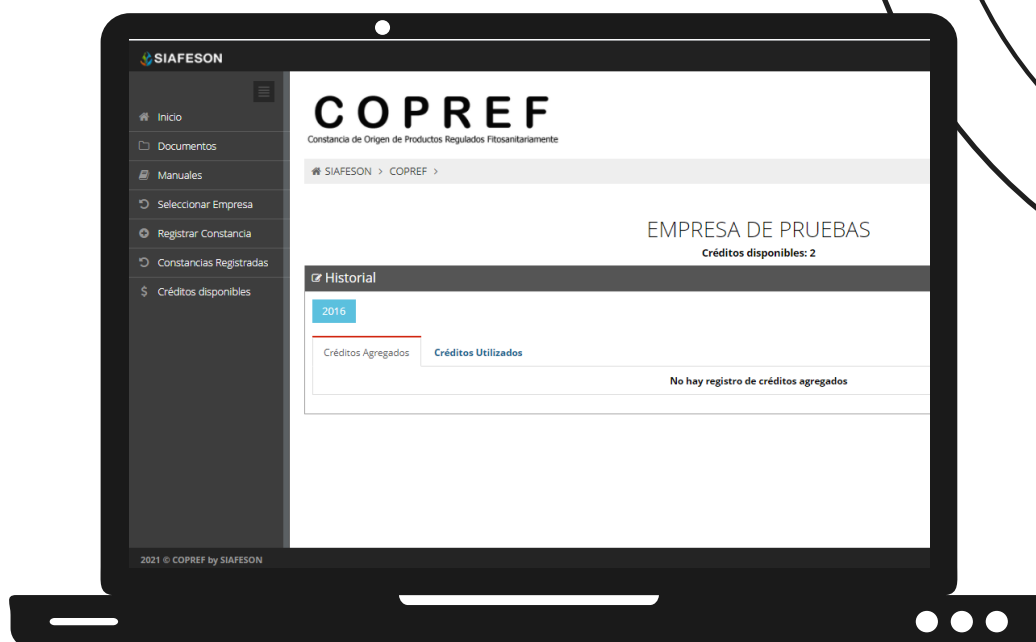 SIAFESON
Inicio
Documentos
Manuales
Seleccionar Empresa
Registrar Constancia
Constancias Registradas
Créditos disponibles
COPREF
Constancia de Origen de Productos Regulados Fitosanitariamente
SIAFESON > COPREF >
EMPRESA DE PRUEBAS
Créditos disponibles: 2
Historial
2016
Créditos Agregados Créditos Utilizados
No hay registro de créditos agregados
2021 © COPREF by SIAFESON